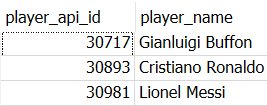 player_api_id player_name
30717 Gianluigi Buffon
30893 Cristiano Ronaldo
30981 Lionel Messi